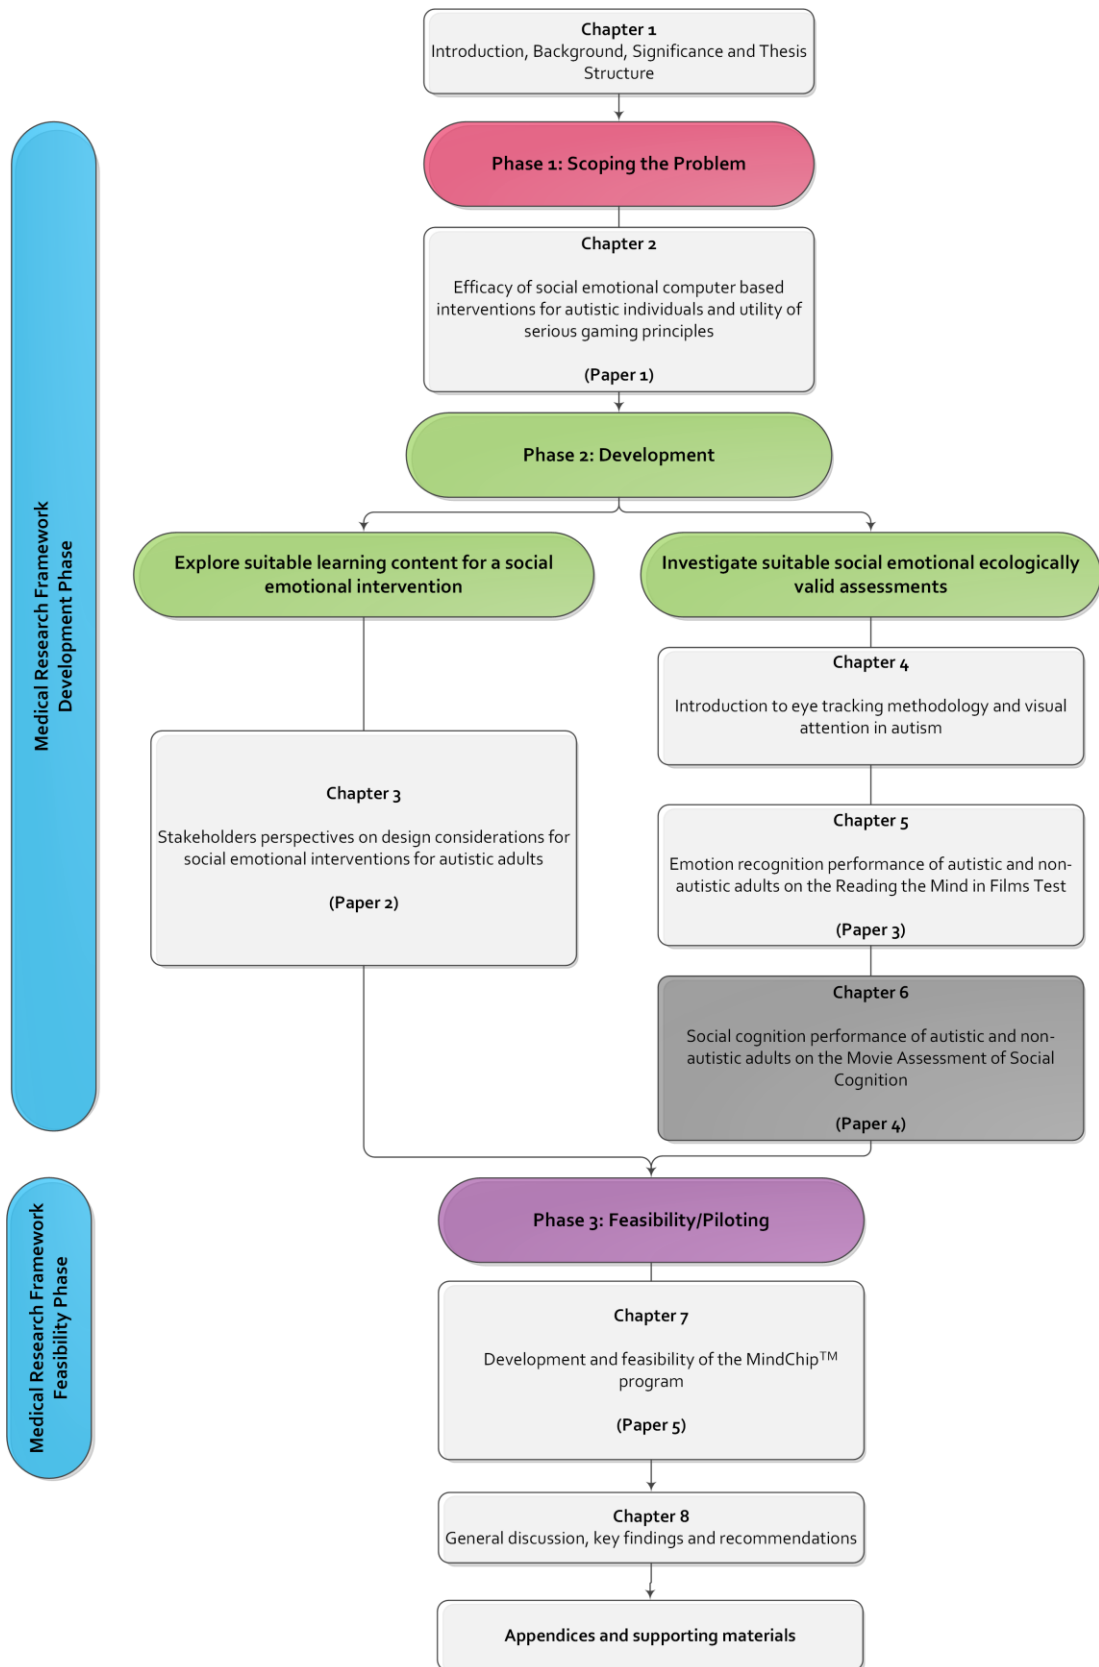 Chapter 1
Introduction, Background, Significance and Thesis
Structure
Phase 1: Scoping the Problem
Chapter 2
Efficacy of social emotional computer based
interventions for autistic individuals and utility of
serious gaming principles
(Paper 1)
Phase 2: Development
Explore suitable learning content for a social
emotional intervention
Investigate suitable social emotional ecologically
valid assessments
Chapter 3
Stakeholders perspectives on design considerations for
social emotional interventions for autistic adults
(Paper 2)
Chapter 4
Introduction to eye tracking methodology and visual
attention in autism
Chapter 5
Emotion recognition performance of autistic and non-
autistic adults on the Reading the Mind in Films Test
(Paper 3)
Chapter 6
Social cognition performance of autistic and non-
autistic adults on the Movie Assessment of Social
Cognition
(Paper 4)
Medical Research Framework
Development Phase
Phase 3: Feasibility/Piloting
Chapter 7
Development and feasibility of the MindChip™
program
(Paper 5)
Medical Research Framework
Feasibility Phase
Chapter 8
General discussion, key findings and recommendations
Appendices and supporting materials